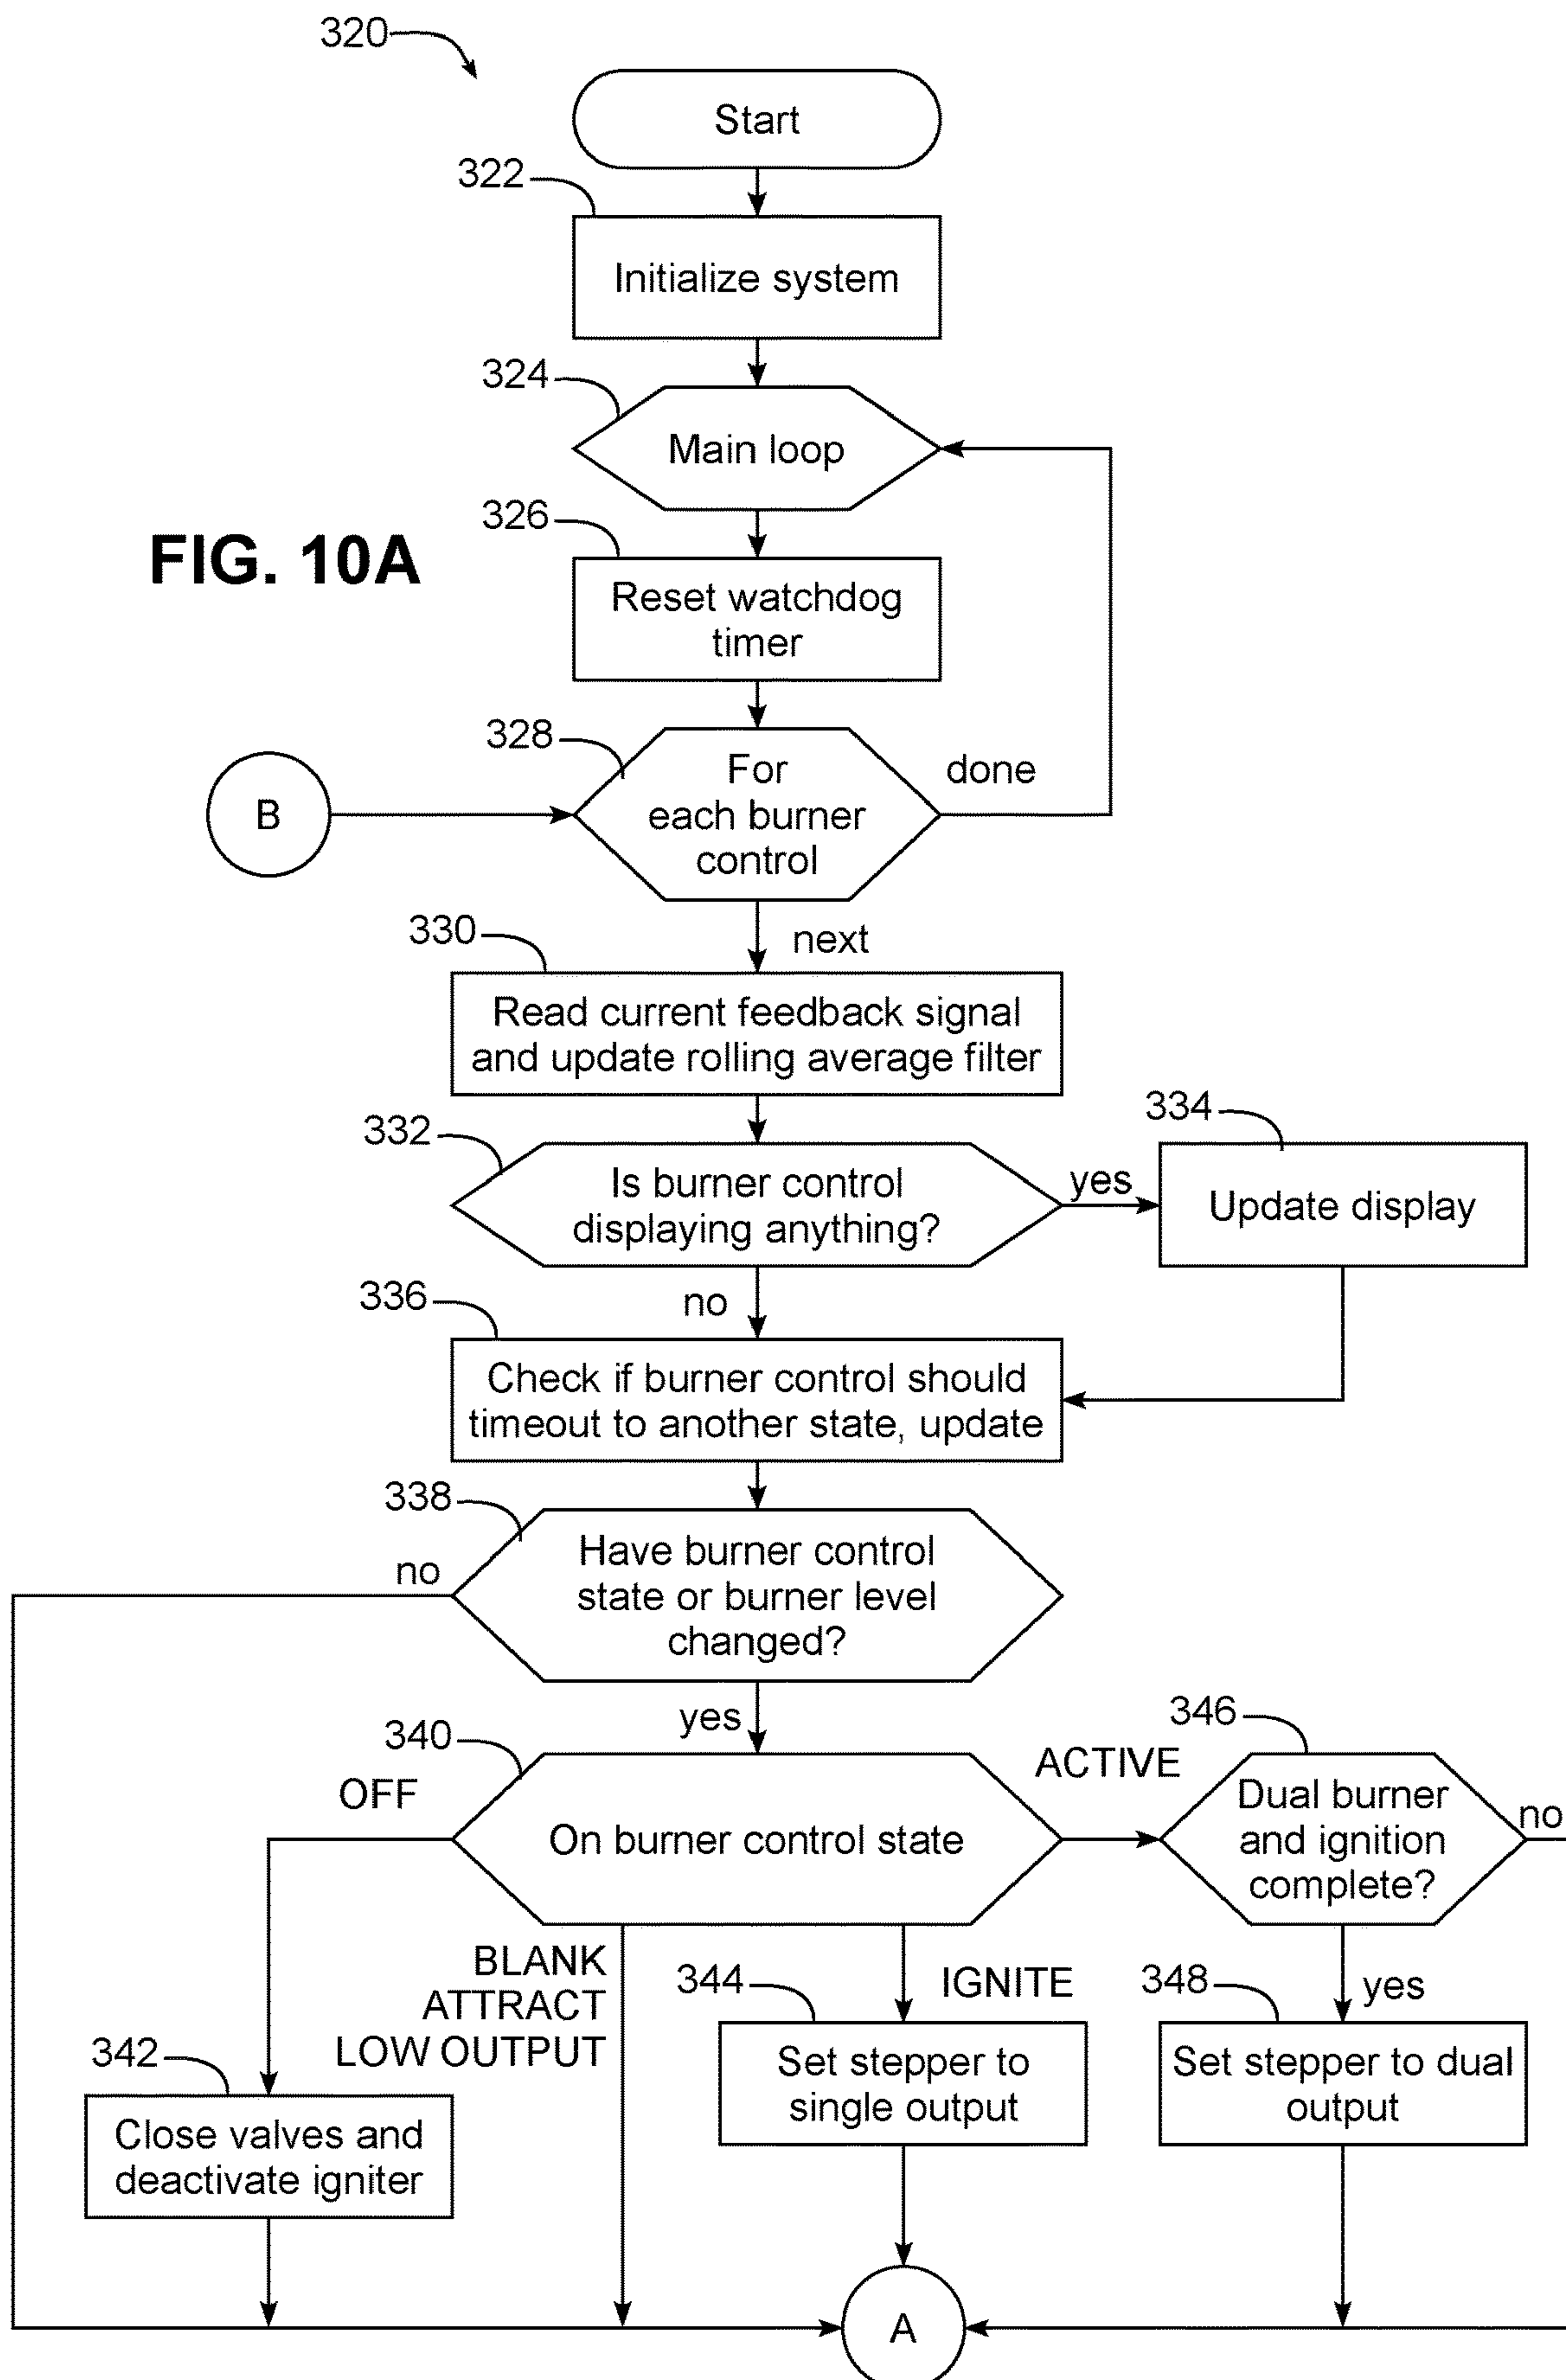 320
Start
322
Initialize system
324
Main loop
FIG. 10A
326
Reset watchdog
timer
328
For
each burner
control
done
B
next
330
Read current feedback signal
and update rolling average filter
332
Is burner control
displaying anything?
yes
334
Update display
no
336
Check if burner control should
timeout to another state, update
338
Have burner control
state or burner level
changed?
no
yes
340
On burner control state
OFF
ACTIVE
346
Dual burner
and ignition
complete?
no
BLANK
ATTRACT
LOW OUTPUT
344
IGNITE
348
yes
342
Close valves and
deactivate igniter
Set stepper to
single output
Set stepper to dual
output
A